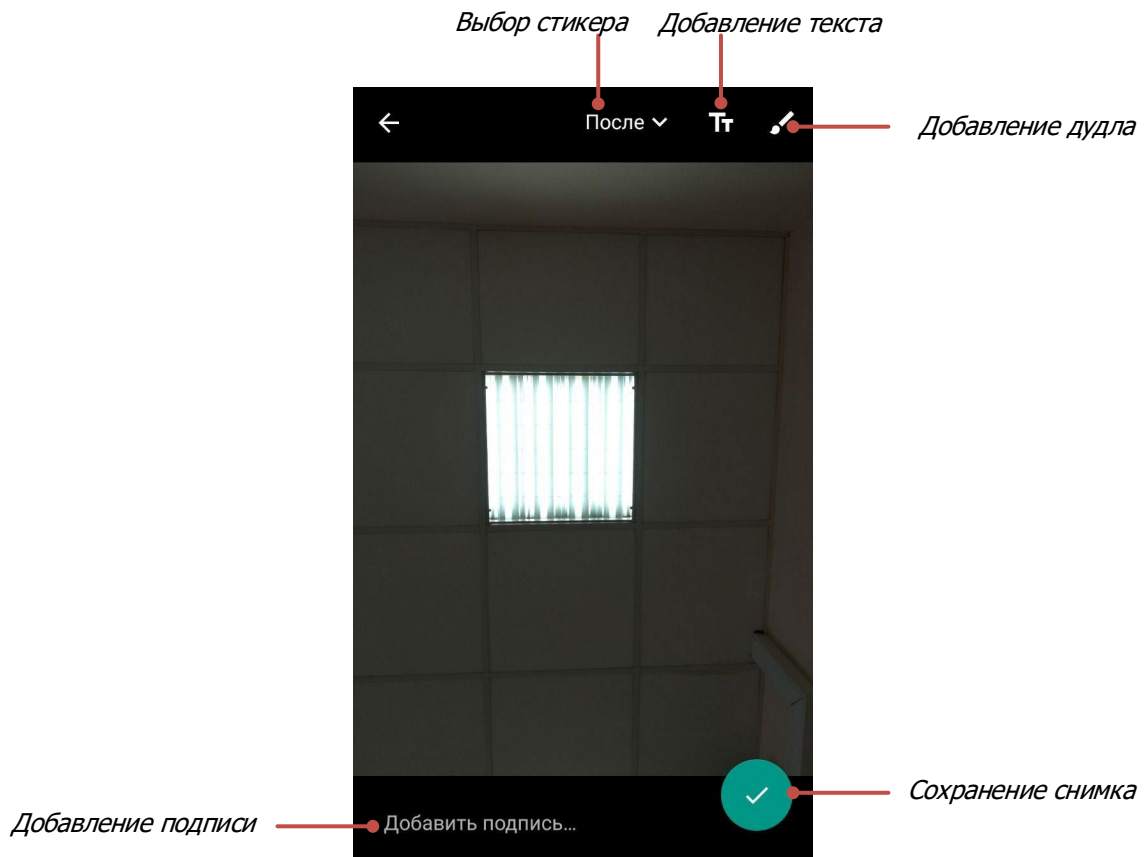 Выбор стикера Добавление текста
После Тт
Добавление дудла
Сохранение снимка
Добавление подписи Добавить подпись...